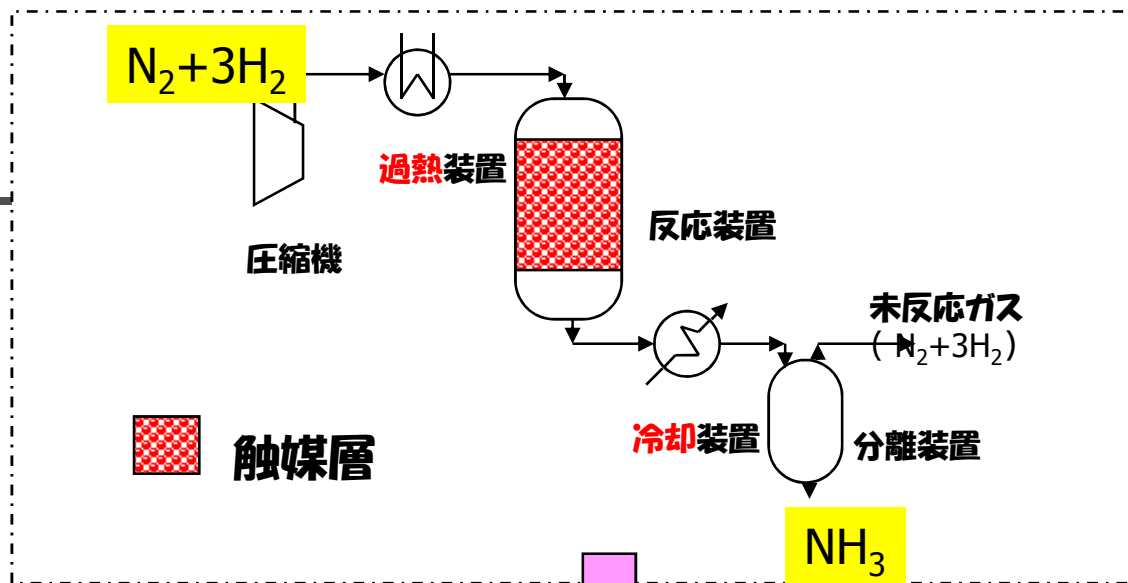 N₂+3H₂
過熱装置
圧縮機
反応装置
未反応ガス
( N₂+3H₂)
冷却装置
分離装置
触媒層
NH₃